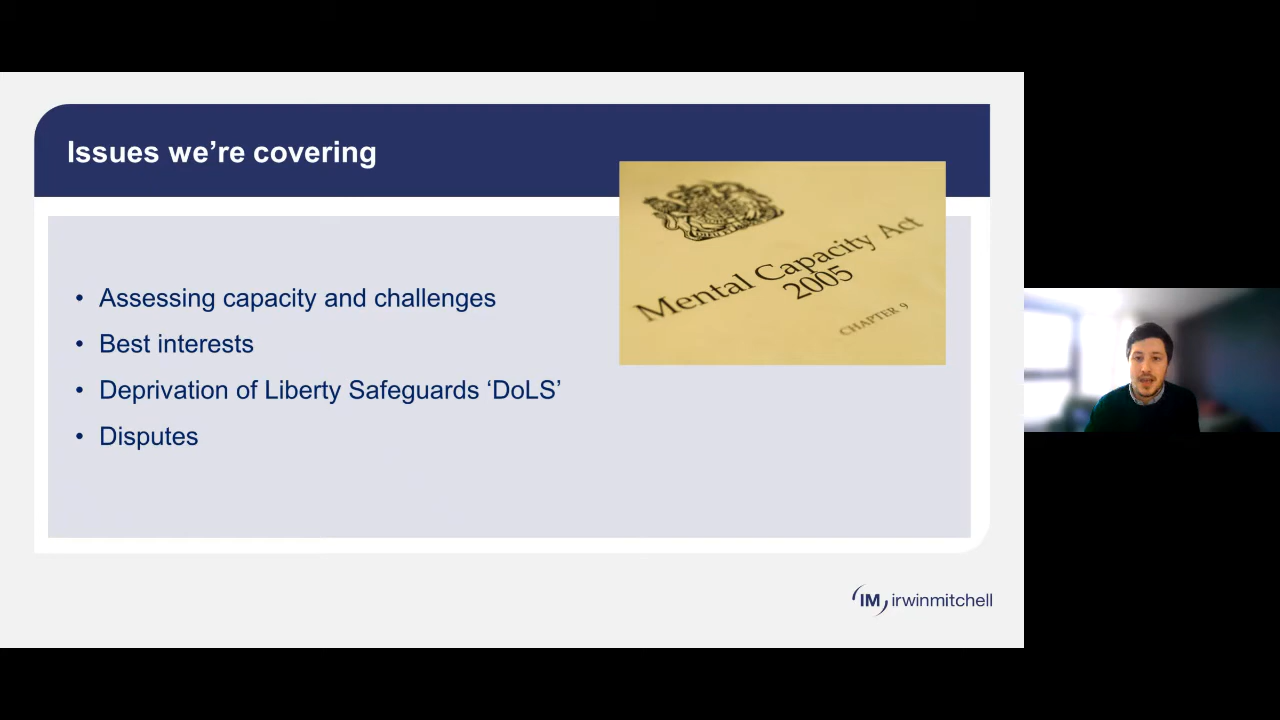 Issues we’re covering
Mental Capacity Act
2005
CHAPTER 9
• Assessing capacity and challenges
• Best interests
• Deprivation of Liberty Safeguards ‘DoLS’
• Disputes
IM irwinmitchell